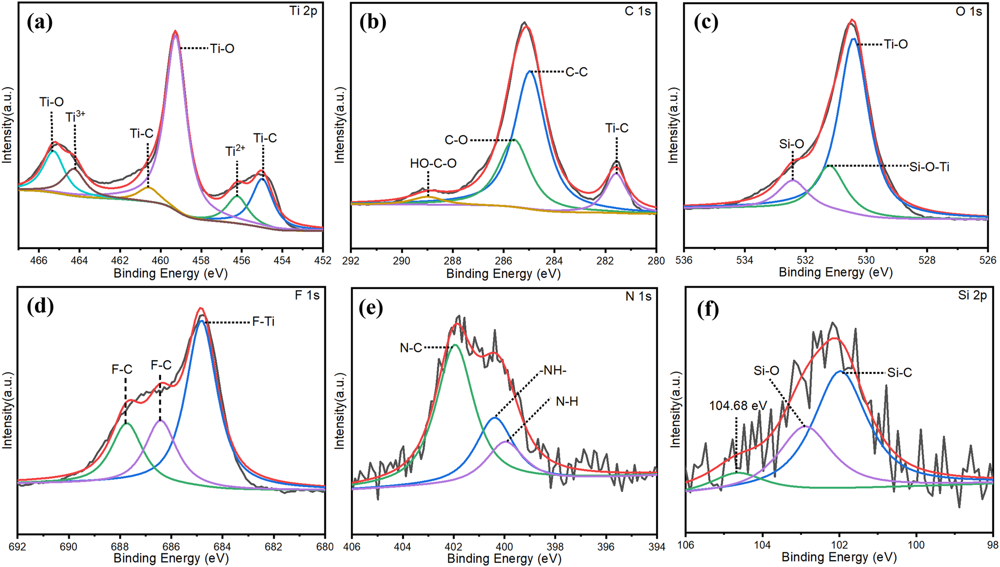 (a)
Ti 2p
Ti-O
Ti-O
Ti3+
Ti-C
Ti2+
Ti-C
Intensity(a.u.)
466 464 462 460 458 456 454 452
Binding Energy (eV)
(b)
C 1s
C-C
C-O
Ti-C
HO-C-O
Intensity(a.u.)
292 290 288 286 284 282 280
Binding Energy (eV)
(c)
O 1s
Ti-O
Si-O
Si-O-Ti
Intensity(a.u.)
536 534 532 530 528 526
Binding Energy (eV)
(d)
F 1s
F-Ti
F-C
F-C
Intensity(a.u.)
692 690 688 686 684 682 680
Binding Energy (eV)
(e)
N 1s
N-C
-NH-
N-H
Intensity(a.u.)
406 404 402 400 398 396 394
Binding Energy (eV)
(f)
Si 2p
Si-O
Si-C
104.68 eV
Intensity(a.u.)
106 104 102 100 98
Binding Energy (eV)